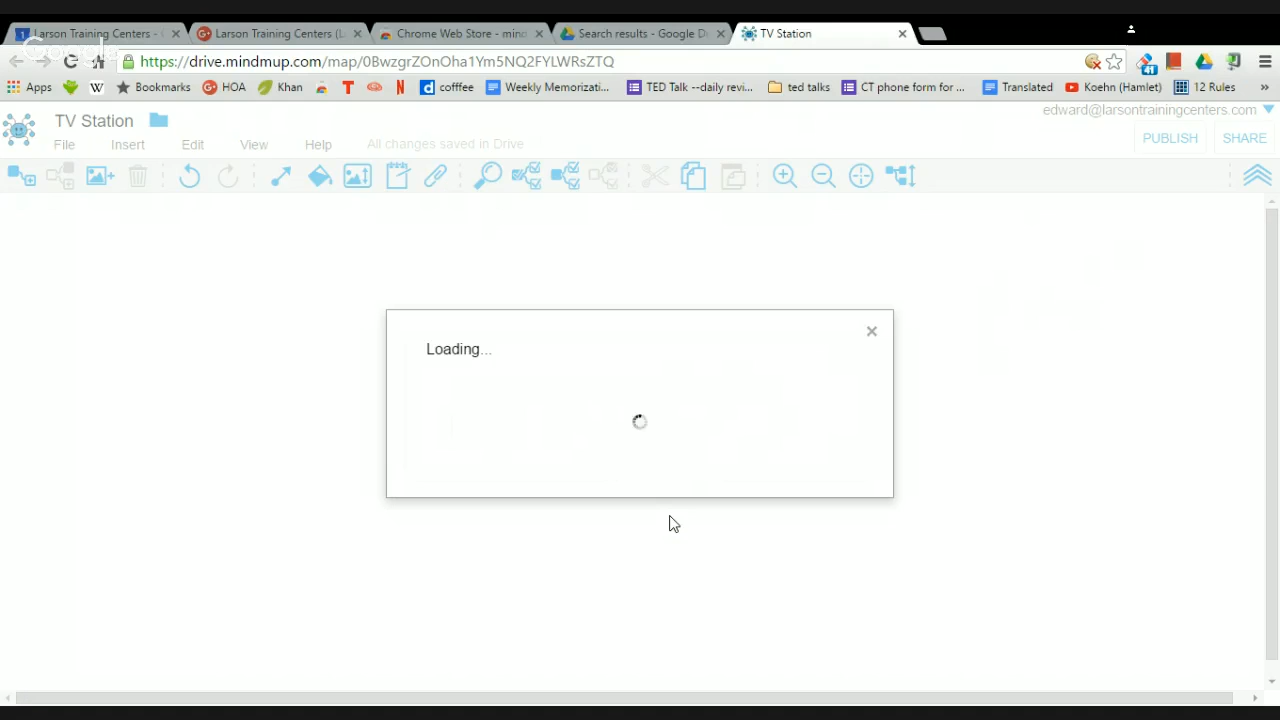 Larson Training Centers -
Larson Training Centers (L
Chrome Web Store - mind
Search results - Google D
TV Station
Google
https://drive.mindmup.com/map/0BwzgrZOnOha1Ym5NQ2FYLWRsZTQ
Apps
W
Bookmarks
HOA
Khan
T
N
d cofffee
Weekly Memorizati...
TED Talk --daily revi...
ted talks
CT phone form for ...
Translated
Koehn (Hamlet)
12 Rules
»
41
edward@larsontrainingcenters.com
TV Station
File
Insert
Edit
View
Help
All changes saved in Drive
PUBLISH
SHARE
Loading...